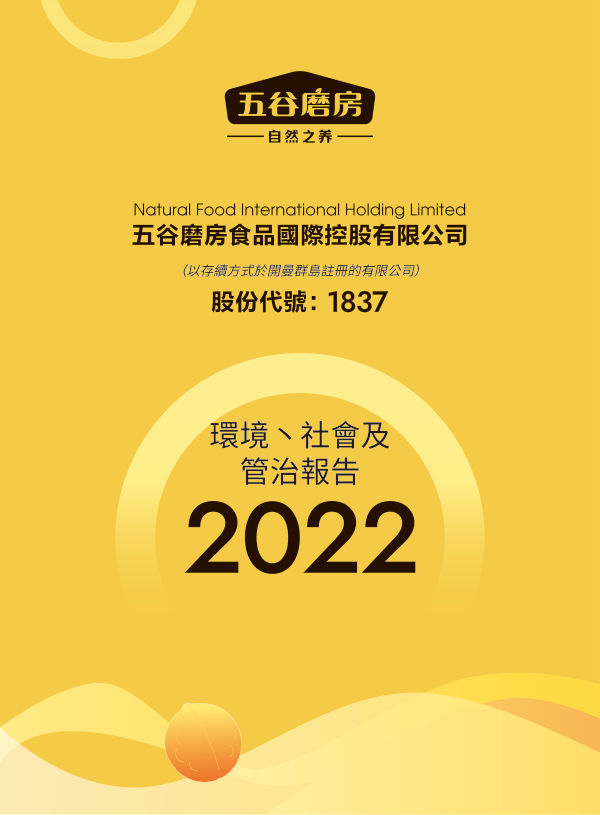 五谷磨房
自然之养
Natural Food International Holding Limited
五谷磨房食品國際控股有限公司
（以存續方式於開曼群島註冊的有限公司）
股份代號：1837
環境、社會及
管治報告
2022